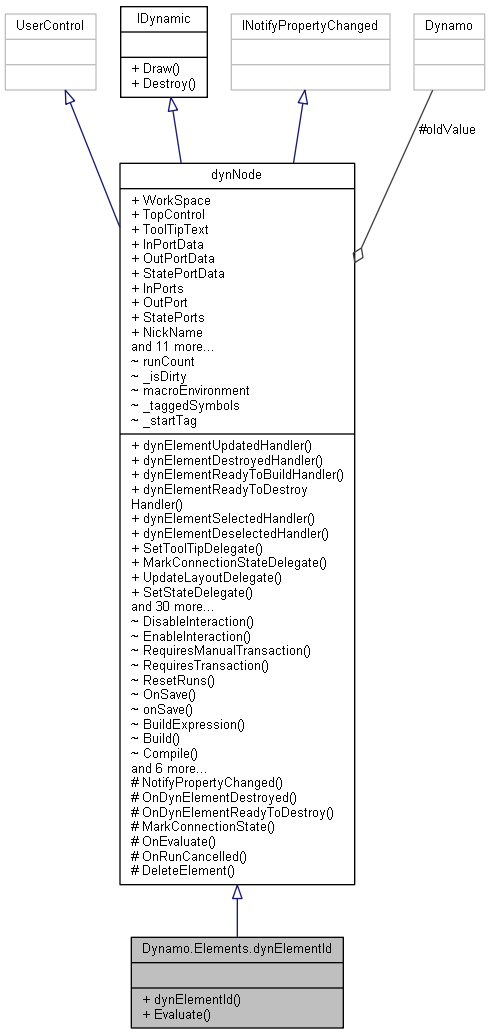 UserControl
IDynamic
+ Draw()
+ Destroy()
INotifyPropertyChanged
Dynamo
#oldValue
dynNode
+ WorkSpace
+ TopControl
+ ToolTipText
+ InPortData
+ OutPortData
+ StatePortData
+ InPorts
+ OutPort
+ StatePorts
+ NickName
and 11 more...
~ runCount
~ _isDirty
~ macroEnvironment
~ _taggedSymbols
~ _startTag
+ dynElementUpdatedHandler()
+ dynElementDestroyedHandler()
+ dynElementReadyToBuildHandler()
+ dynElementReadyToDestroy
Handler()
+ dynElementSelectedHandler()
+ dynElementDeselectedHandler()
+ SetToolTipDelegate()
+ MarkConnectionStateDelegate()
+ UpdateLayoutDelegate()
+ SetStateDelegate()
and 30 more...
~ DisableInteraction()
~ EnableInteraction()
~ RequiresManualTransaction()
~ RequiresTransaction()
~ ResetRuns()
~ OnSave()
~ onSave()
~ BuildExpression()
~ Build()
~ Compile()
and 6 more...
# NotifyPropertyChanged()
# OnDynElementDestroyed()
# OnDynElementReadyToDestroy()
# MarkConnectionState()
# OnEvaluate()
# OnRunCancelled()
# DeleteElement()
Dynamo.Elements.dynElementId
+ dynElementId()
+ Evaluate()